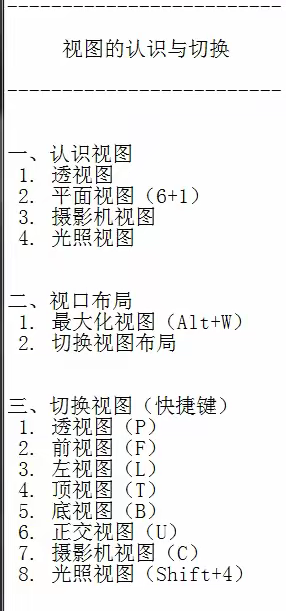 视图的认识与切换
一、认识视图
1. 透视图
2. 平面视图（6+1）
3. 摄影机视图
4. 光照视图
二、视口布局
1. 最大化视图（Alt+W）
2. 切换视图布局
三、切换视图（快捷键）
1. 透视图（P）
2. 前视图（F）
3. 左视图（L）
4. 顶视图（T）
5. 底视图（B）
6. 正交视图（U）
7. 摄影机视图（C）
8. 光照视图（Shift+4）